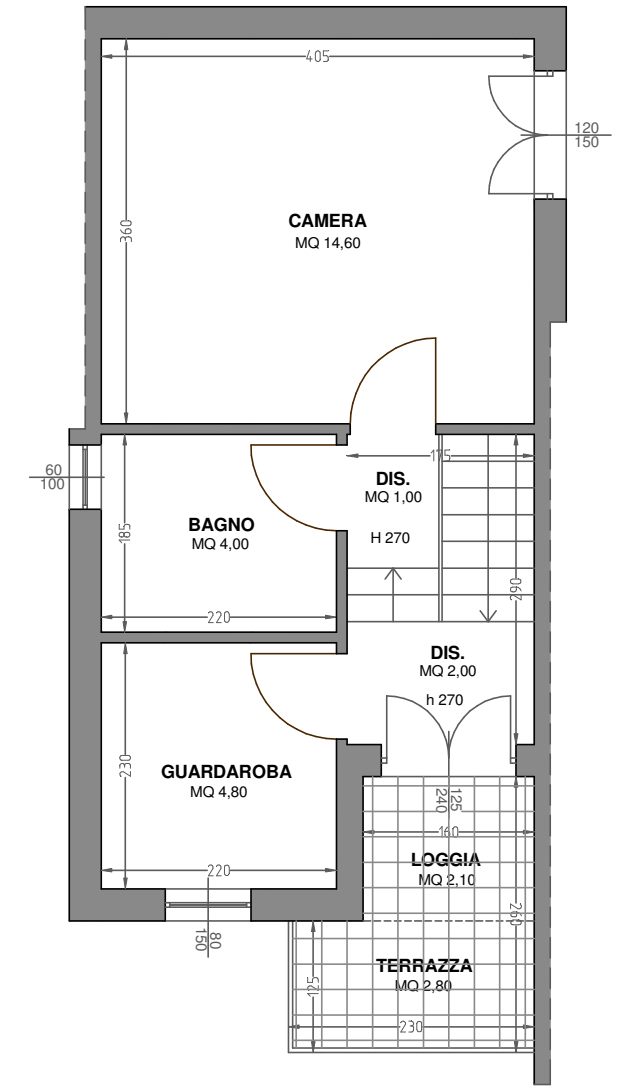 405
120
150
360
CAMERA
MQ 14,60
175
60
100
185
BAGNO
MQ 4,00
DIS.
MQ 1,00
H 270
290
220
DIS.
MQ 2,00
h 270
230
GUARDAROBA
MQ 4,80
125
240
160
220
LOGGIA
MQ 2,10
260
80
150
TERRAZZA
MQ 2,80
125
230